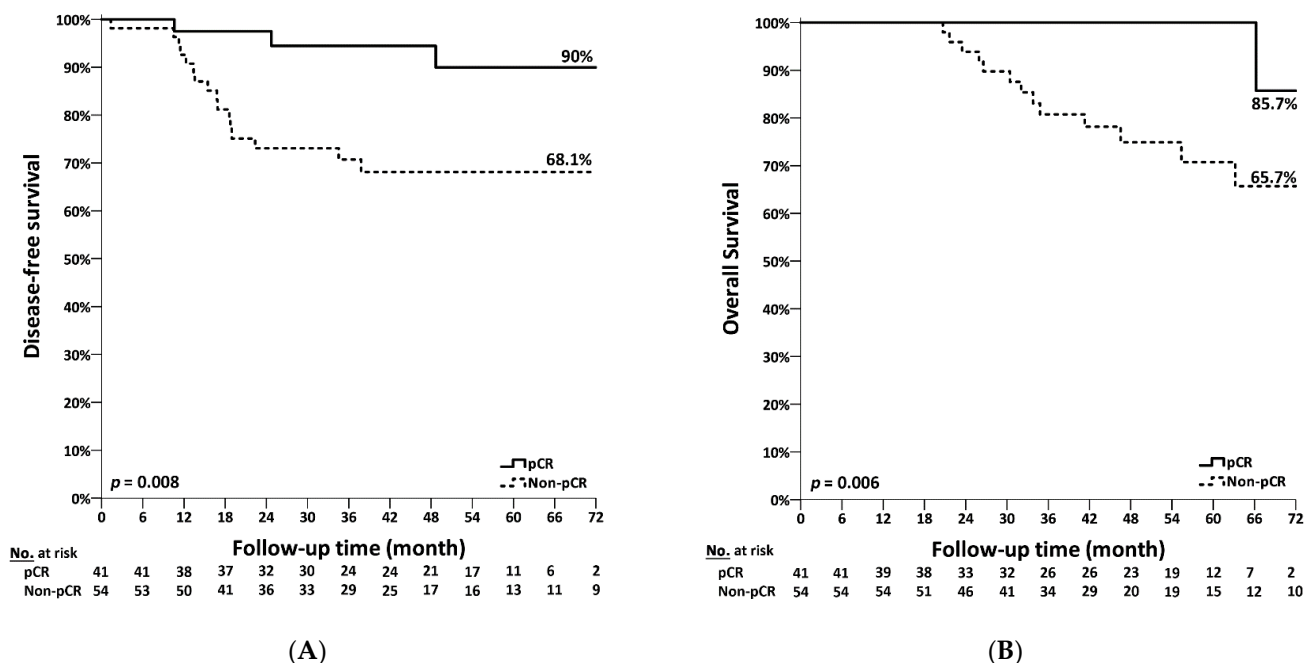 100%
90%
80%
70%
60%
50%
40%
30%
20%
10%
0%
Disease-free survival
90%
68.1%
p = 0.008
pCR
Non-pCR
0 6 12 18 24 30 36 42 48 54 60 66 72
Follow-up time (month)
No. at risk
pCR 41 41 38 37 32 30 24 24 21 17 11 6 2
Non-pCR 54 53 50 41 36 33 29 25 17 16 13 11 9
(A)
100%
90%
80%
70%
60%
50%
40%
30%
20%
10%
0%
Overall Survival
85.7%
65.7%
p = 0.006
pCR
Non-pCR
0 6 12 18 24 30 36 42 48 54 60 66 72
Follow-up time (month)
No. at risk
pCR 41 41 39 38 33 32 26 26 23 19 12 7 2
Non-pCR 54 54 54 51 46 41 34 29 20 19 15 12 10
(B)